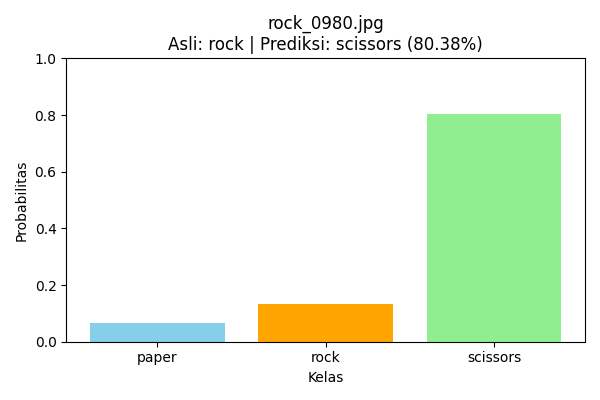 rock_0980.jpg
Asli: rock | Prediksi: scissors (80.38%)
1.0
0.8
0.6
0.4
0.2
0.0
Probabilitas
paper rock scissors
Kelas